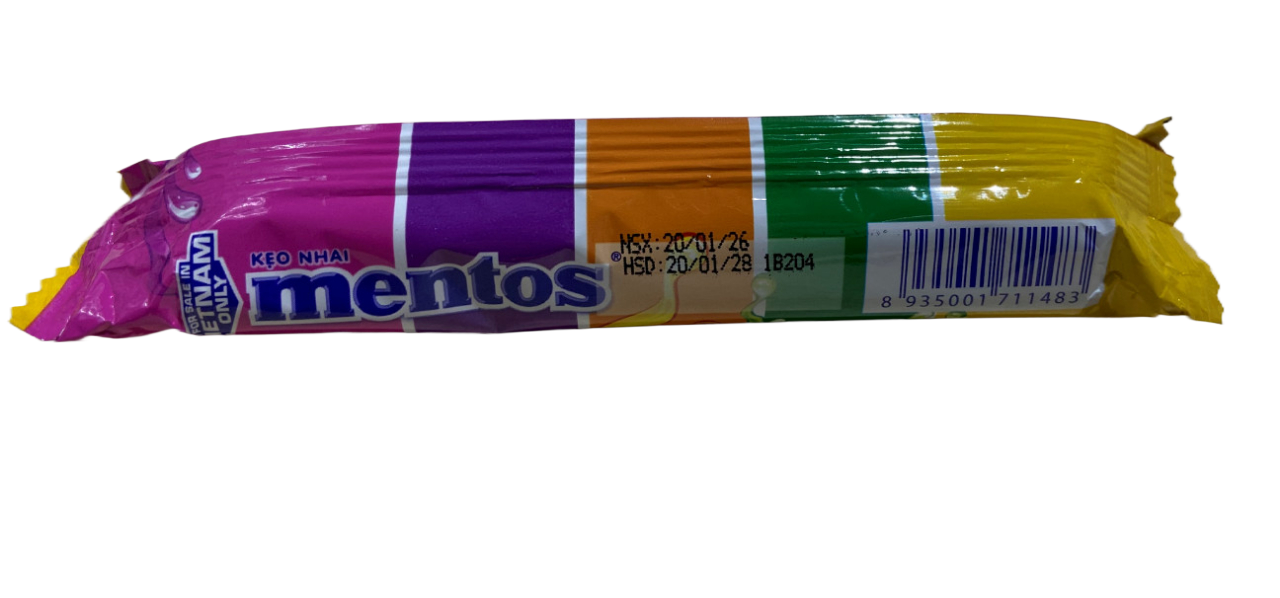 FOR SALE IN
VIETNAM
ONLY
KẸO NHAI
mentos®
NSX:20/01/26
HSD:20/01/28 1B204
8 935001 711483